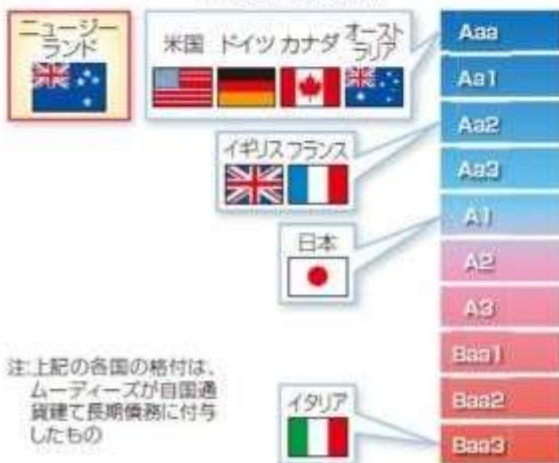 ニュージー
ランド
米国 ドイツ カナダ オースト
ラリア
Aaa
Aa1
イギリス フランス
Aa2
Aa3
日本
A1
A2
A3
Baa1
注:上記の各国の格付は、
ムーディーズが自国通
貨建て長期債務に付与
したもの
イタリア
Baa2
Baa3